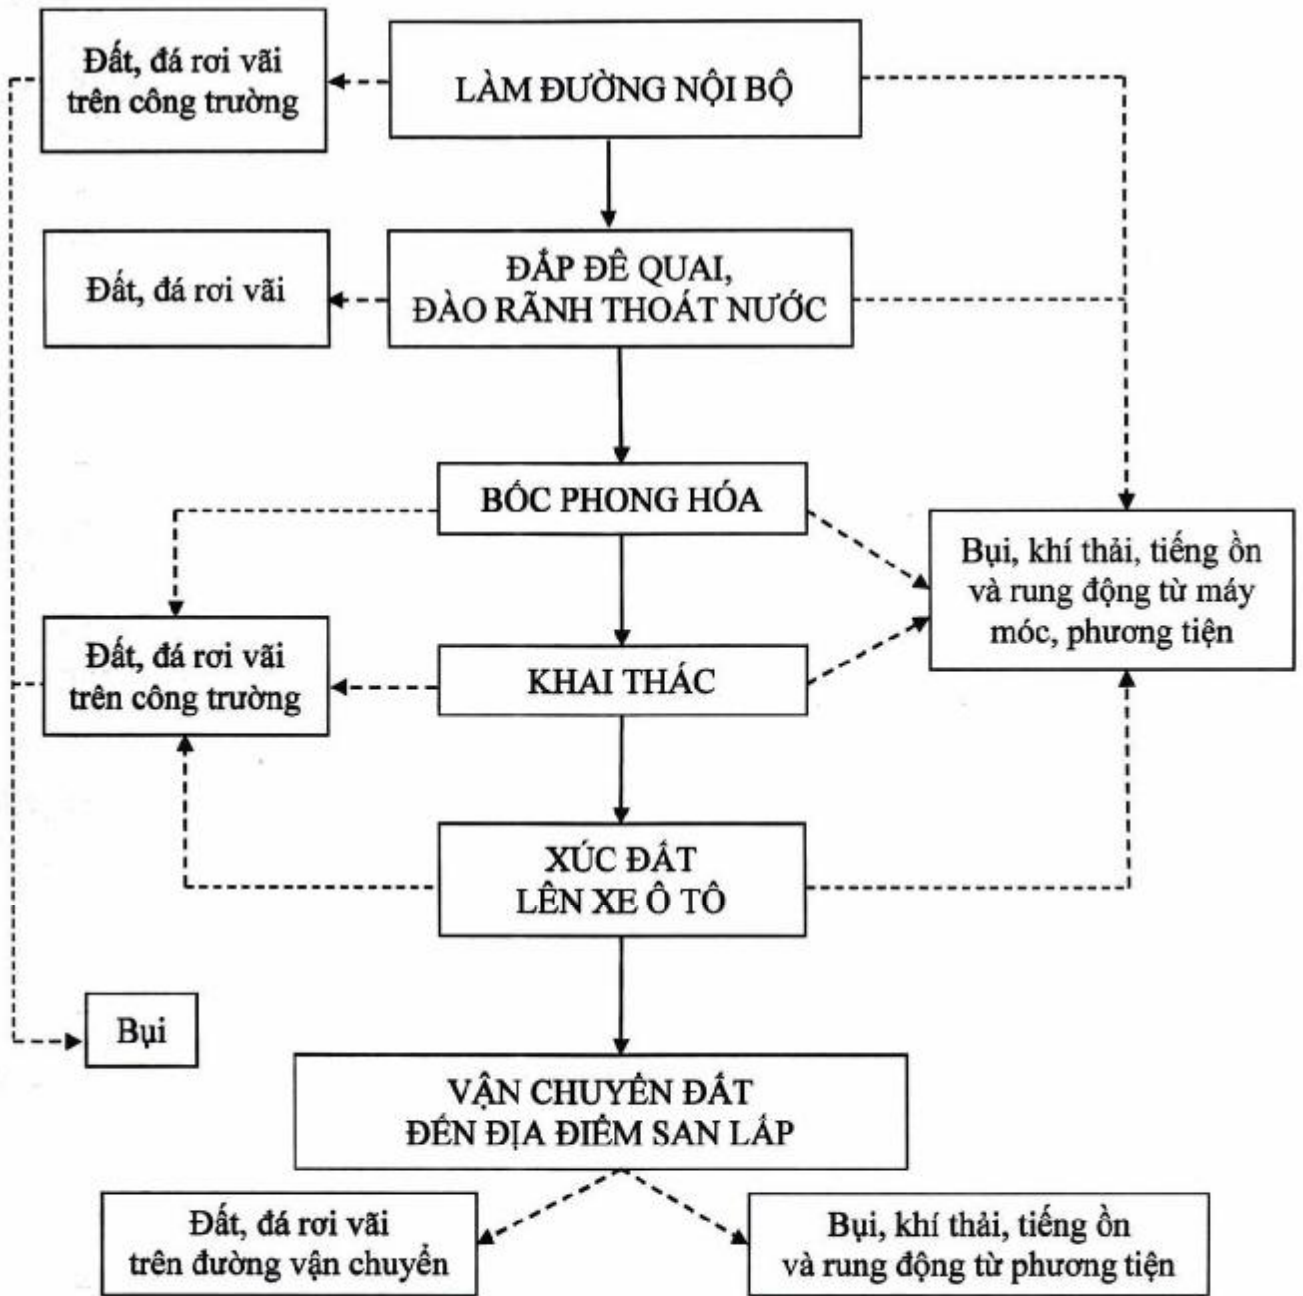 Đất, đá rơi vãi
trên công trường
LÀM ĐƯỜNG NỘI BỘ
Đất, đá rơi vãi
ĐẮP ĐÊ QUAI,
ĐÀO RÃNH THOÁT NƯỚC
BỐC PHONG HÓA
Bụi, khí thải, tiếng ồn
và rung động từ máy
móc, phương tiện
Đất, đá rơi vãi
trên công trường
KHAI THÁC
XÚC ĐẤT
LÊN XE Ô TÔ
Bụi
VẬN CHUYỂN ĐẤT
ĐẾN ĐỊA ĐIỂM SAN LẤP
Đất, đá rơi vãi
trên đường vận chuyển
Bụi, khí thải, tiếng ồn
và rung động từ phương tiện